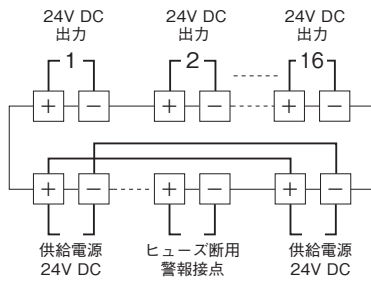 24V DC 24V DC 24V DC
出力 出力 出力
1 2 16
+ − + − + −
+ − + − + −
供給電源 ヒューズ断用 供給電源
24V DC 警報接点 24V DC